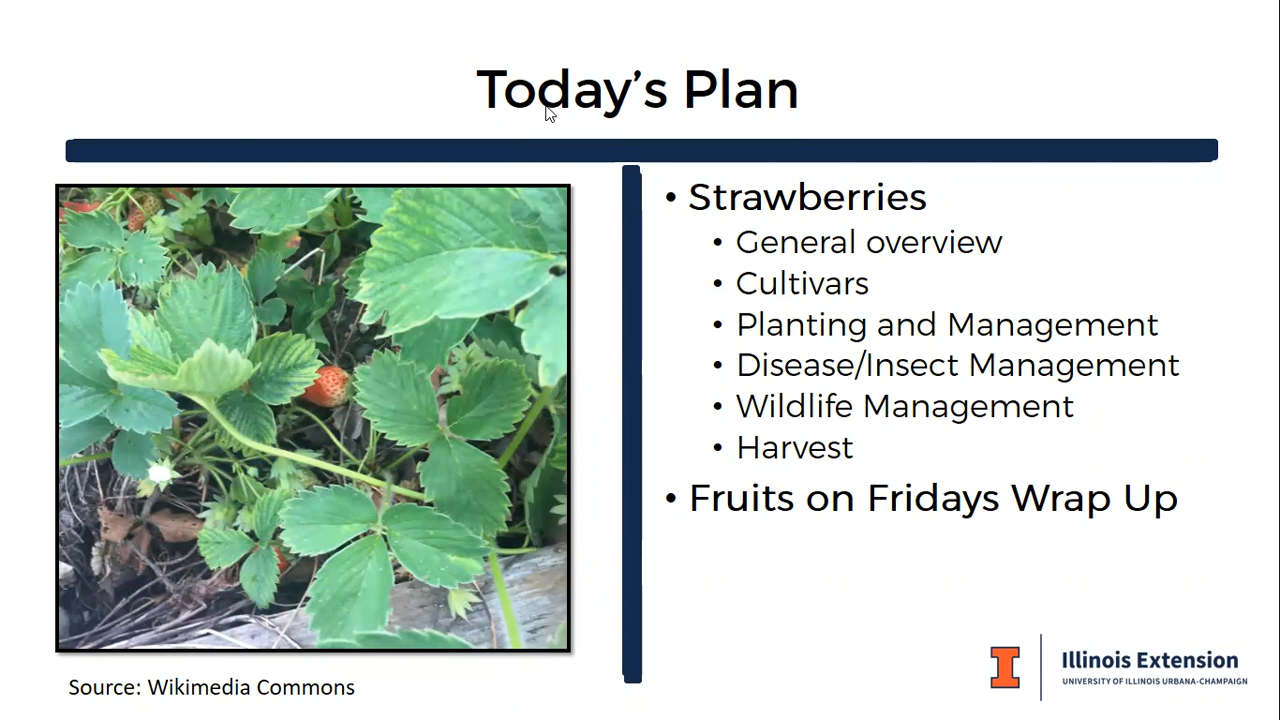 Today's Plan
• Strawberries
• General overview
• Cultivars
• Planting and Management
• Disease/Insect Management
• Wildlife Management
• Harvest
• Fruits on Fridays Wrap Up
Source: Wikimedia Commons
I
Illinois Extension
UNIVERSITY OF ILLINOIS URBANA-CHAMPAIGN